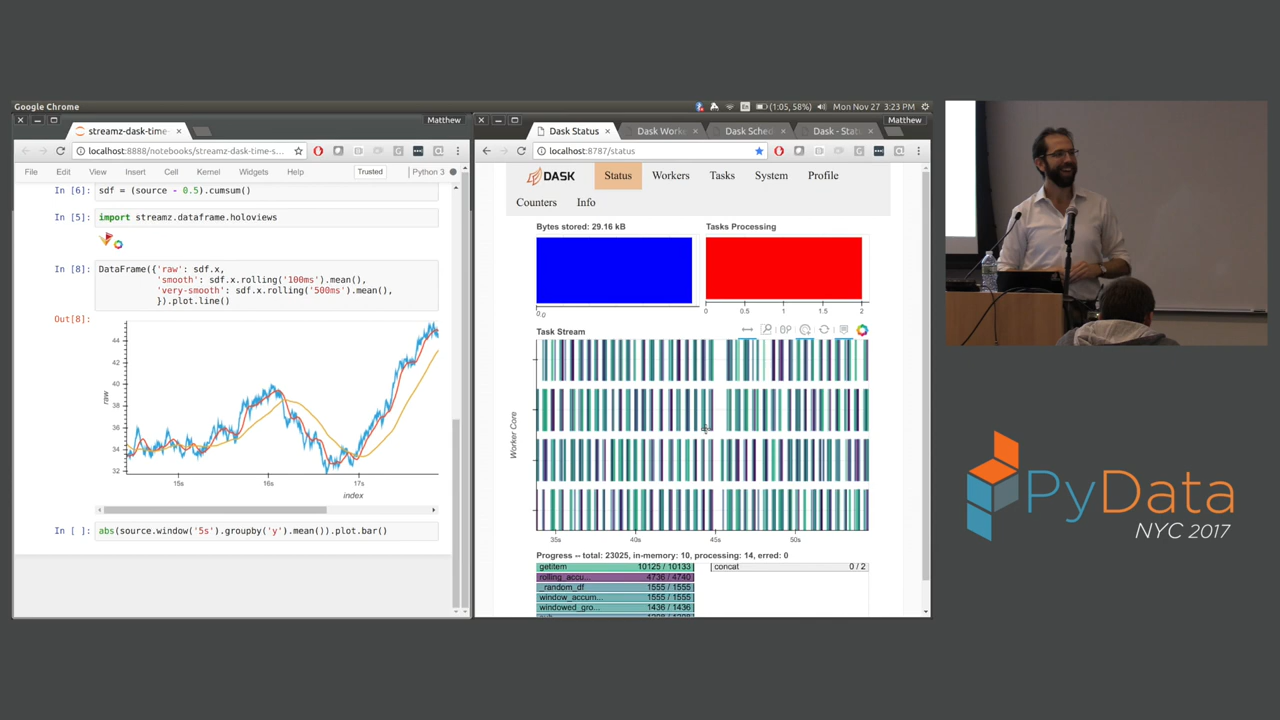 Google Chrome
(1:05, 58%)
Mon Nov 27 3:23 PM
streamz-dask-time-
Matthew
localhost:8888/notebooks/streamz-dask-time-s...
File Edit View Insert Cell Kernel Widgets Help Trusted Python 3
In [6]: sdf = (source - 0.5).cumsum()
In [5]: import streamz.dataframe.holoviews
In [8]: DataFrame({'raw': sdf.x,
'smooth': sdf.x.rolling('100ms').mean(),
'very-smooth': sdf.x.rolling('500ms').mean(),
}).plot.line()
Out[8]:
44
42
40
38
36
34
32
raw
15s 16s 17s
index
In [ ]: abs(source.window('5s').groupby('y').mean()).plot.bar()
Dask Status Dask Work Dask Sched Dask - Stat
Matthew
localhost:8787/status
DASK Status Workers Tasks System Profile
Counters Info
Bytes stored: 29.16 kB
Tasks Processing
0.0
0 0.5 1 1.5 2
Task Stream
Worker Core
35s 40s 45s 50s
Progress -- total: 23025, in-memory: 10, processing: 14, erred: 0
getitem 10125 / 10133
rolling_accu... 4736 / 4740
_random_df 1555 / 1555
window_accum... 1555 / 1555
windowed_gro... 1436 / 1436
concat 0 / 2
PyData
NYC 2017